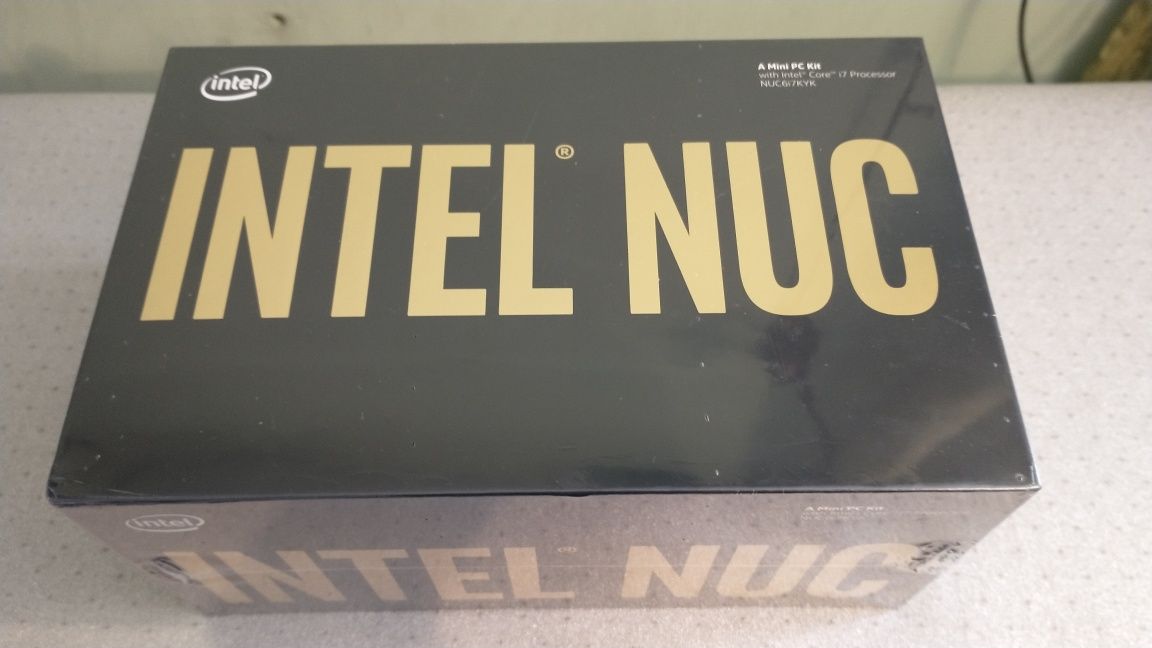 intel
A Mini PC Kit
with Intel® Core™ i7 Processor
NUC6i7KYK
INTEL® NUC
intel
A Mini PC Kit
INTEL® NUC